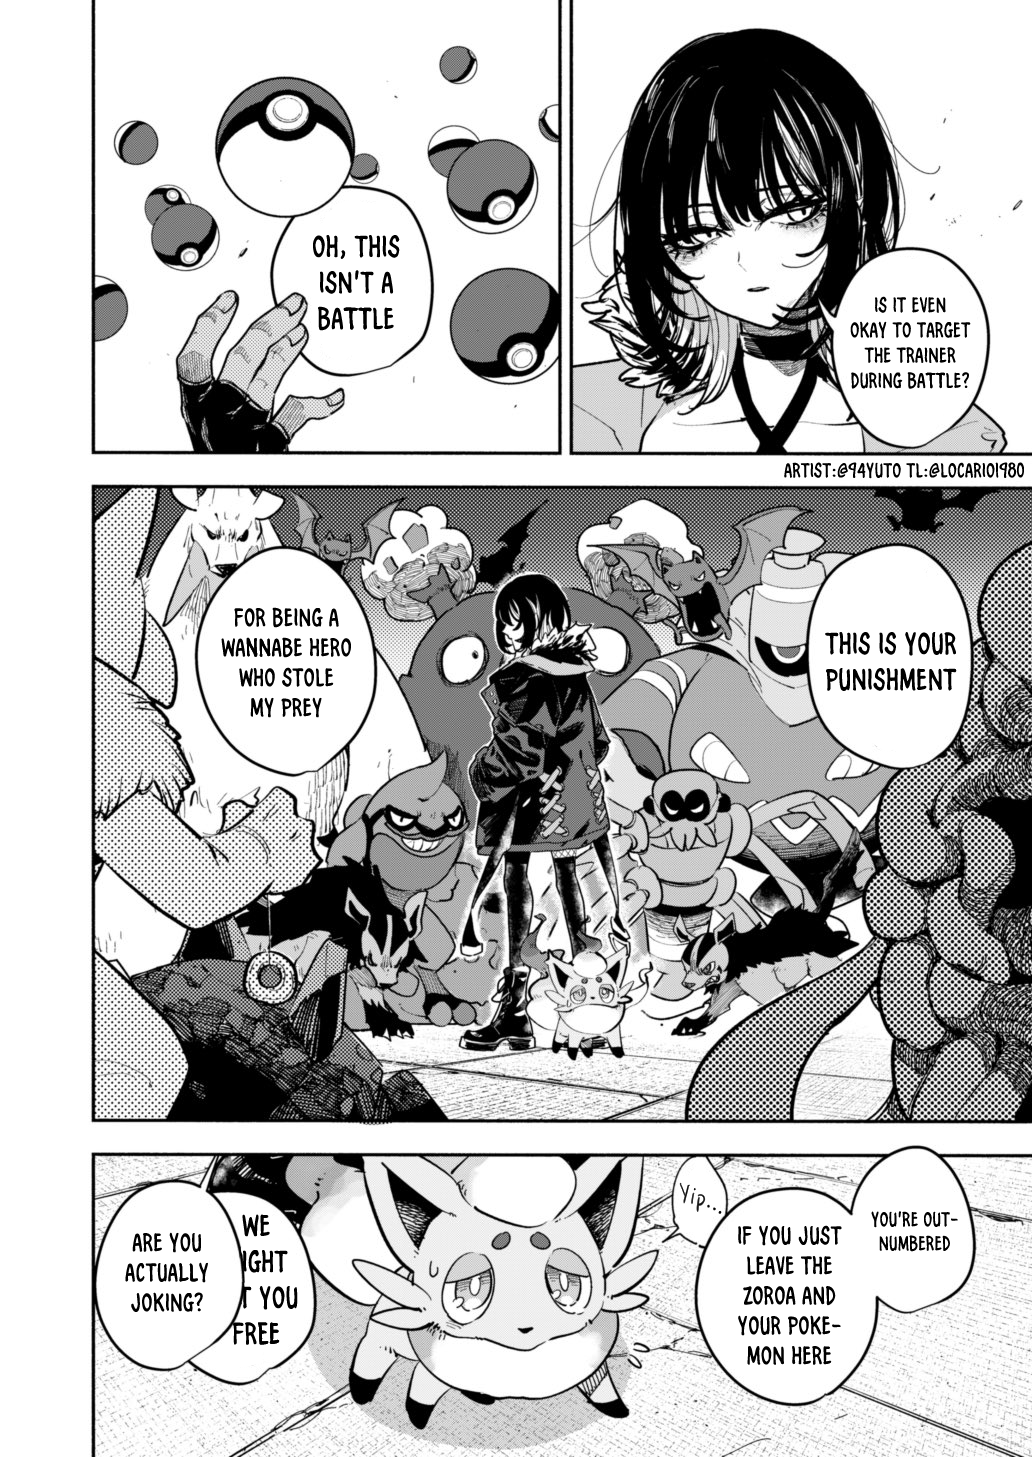 IS IT EVEN
OKAY TO TARGET
THE TRAINER
DURING BATTLE?
OH, THIS
ISN'T A
BATTLE
ARTIST:@94YUTO TL:@LOCARIO1980
THIS IS YOUR
PUNISHMENT
FOR BEING A
WANNABE HERO
WHO STOLE
MY PREY
YOU'RE OUT-
NUMBERED
IF YOU JUST
LEAVE THE
ZOROA AND
YOUR POKE-
MON HERE
Yip...
WE
IGHT
T YOU
FREE
ARE YOU
ACTUALLY
JOKING?